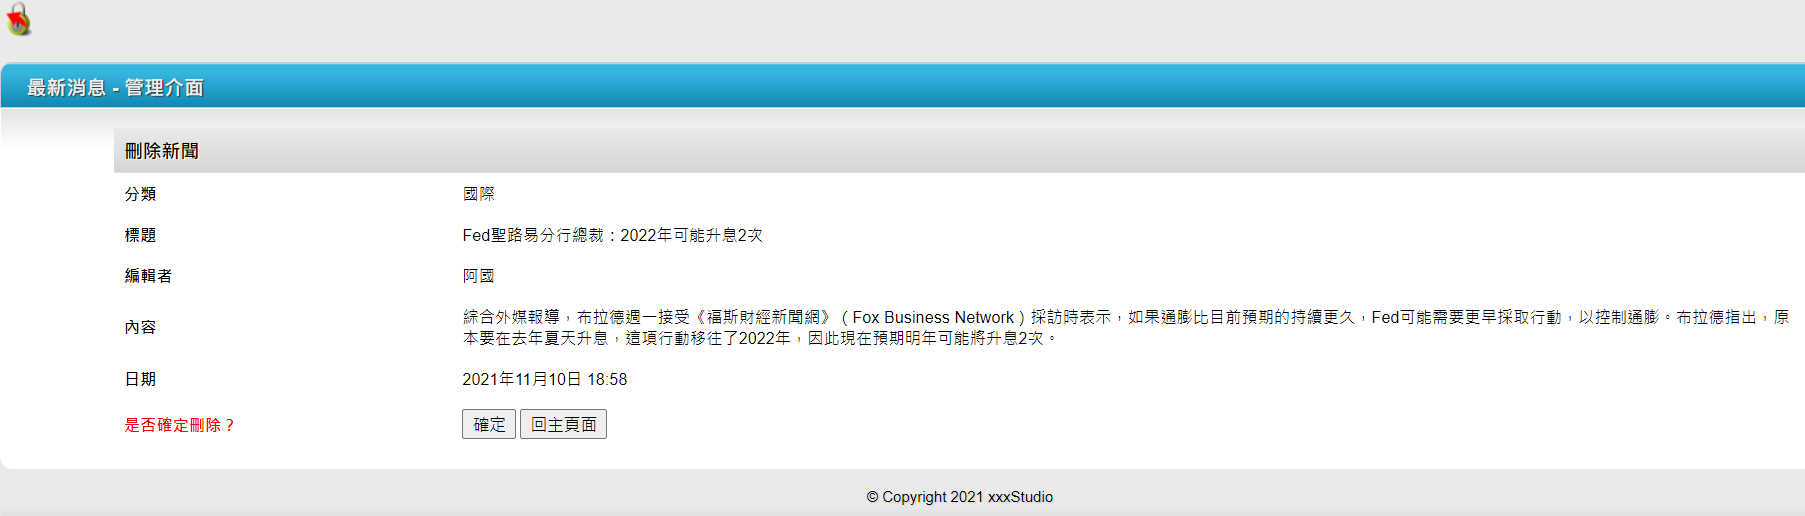 最新消息 - 管理介面
刪除新聞
分類 國際
標題 Fed聖路易分行總裁：2022年可能升息2次
編輯者 阿國
內容 綜合外媒報導，布拉德週一接受《福斯財經新聞網》（Fox Business Network）採訪時表示，如果通膨比目前預期的持續更久，Fed可能需要更早採取行動，以控制通膨。布拉德指出，原
本要在去年夏天升息，這項行動移往了2022年，因此現在預期明年可能將升息2次。
日期 2021年11月10日 18:58
是否確定刪除？ 確定 回主頁面
© Copyright 2021 xxxStudio